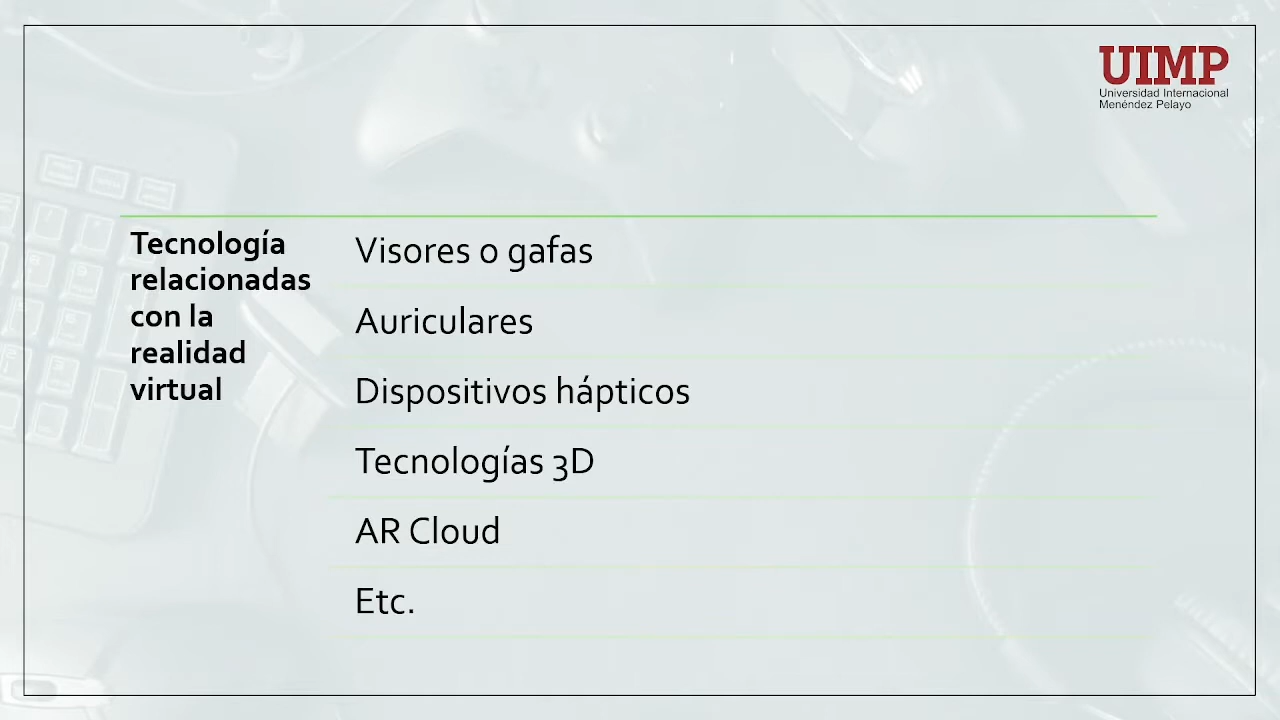 UIMP
Universidad Internacional
Menéndez Pelayo
Tecnología
relacionadas
con la
realidad
virtual
Visores o gafas
Auriculares
Dispositivos hápticos
Tecnologías 3D
AR Cloud
Etc.